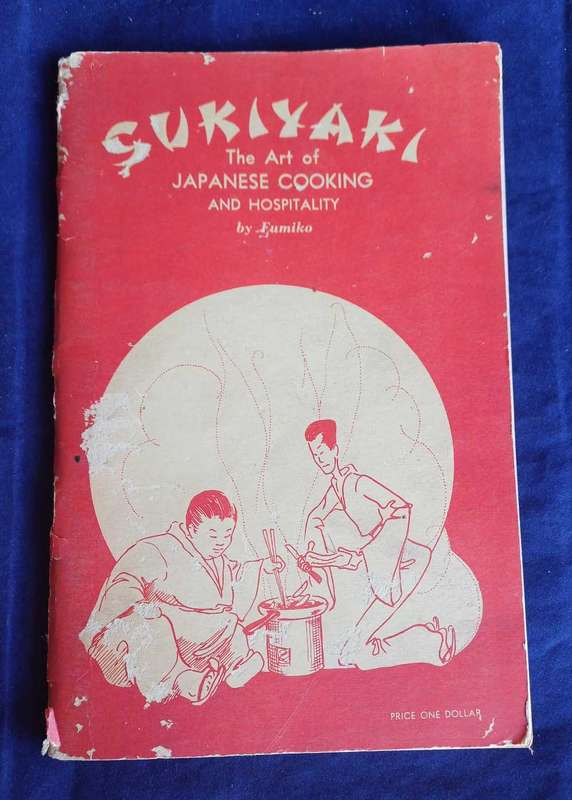 SUKIYAKI
The Art of
JAPANESE COOKING
AND HOSPITALITY
by Fumiko
PRICE ONE DOLLAR